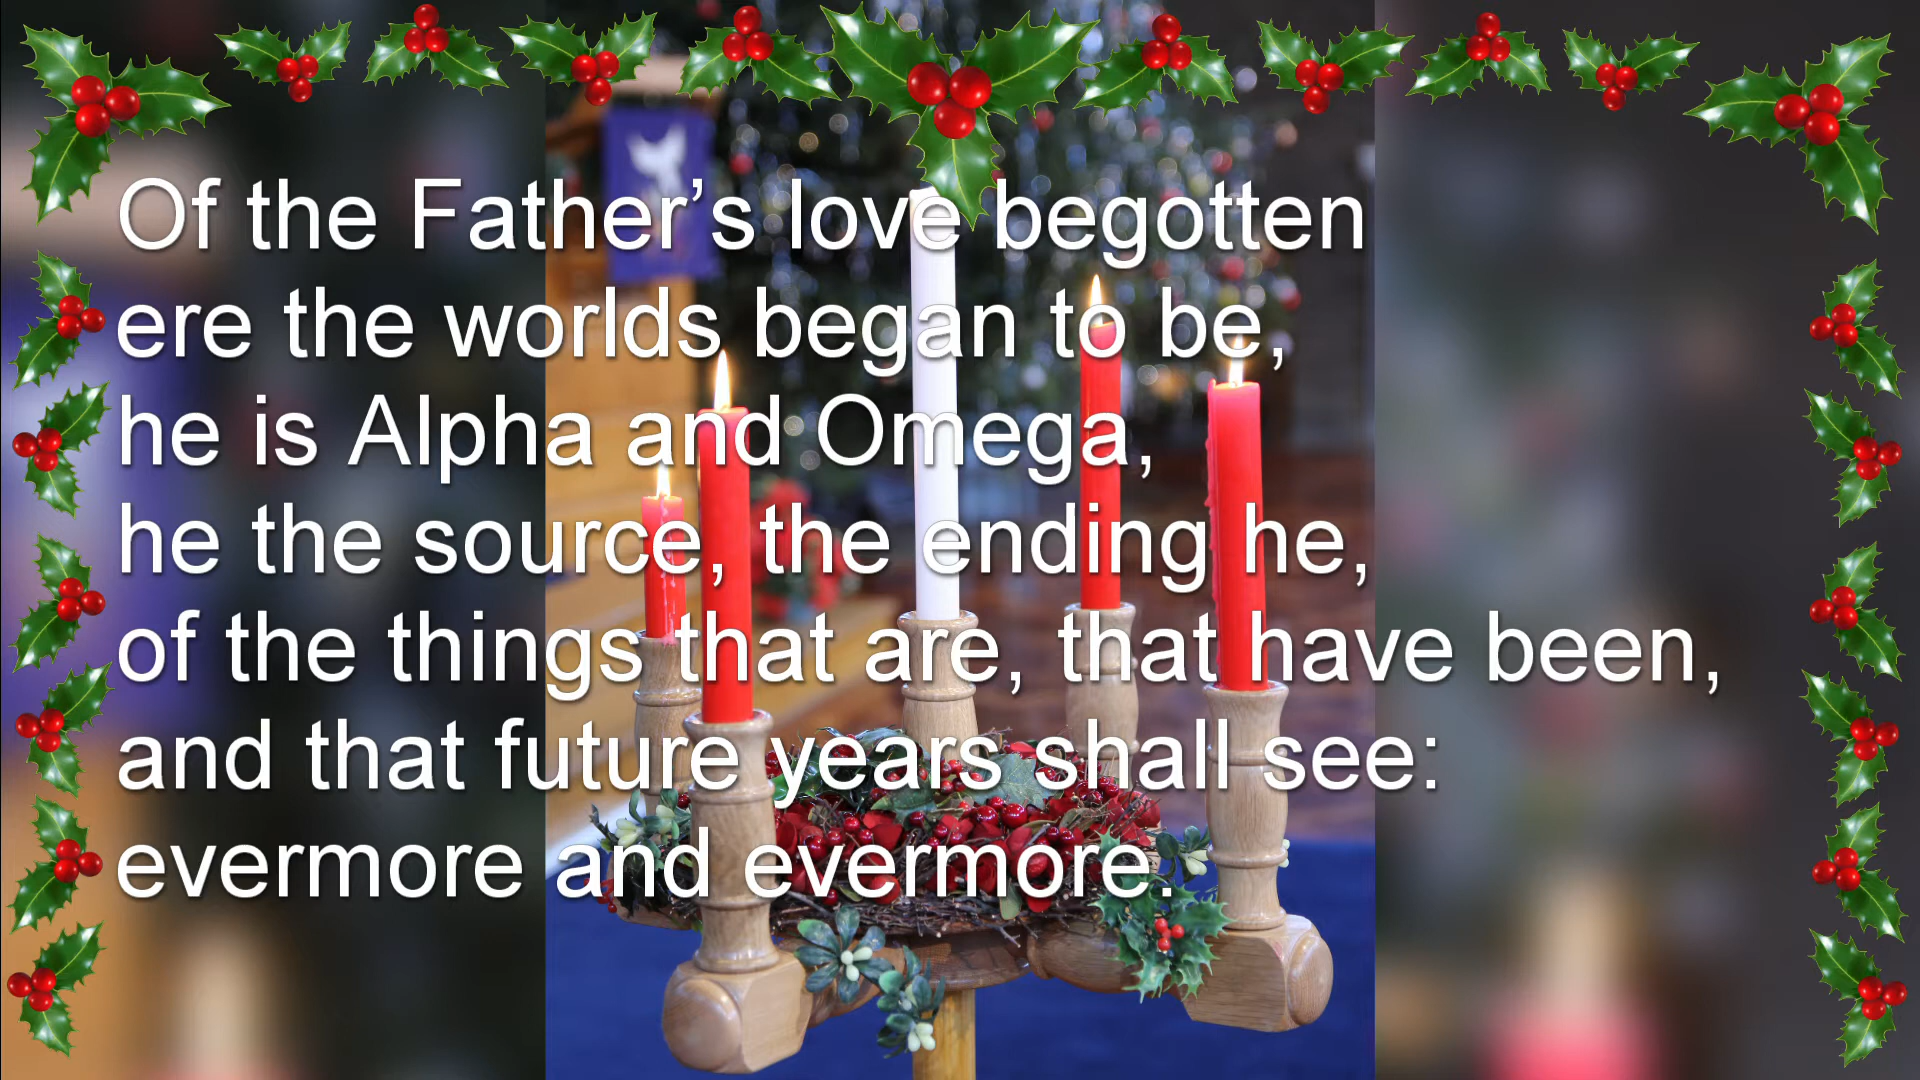 Of the Father’s love begotten
ere the worlds began to be,
he is Alpha and Omega,
he the source, the ending he,
of the things that are, that have been,
and that future years shall see:
evermore and evermore.